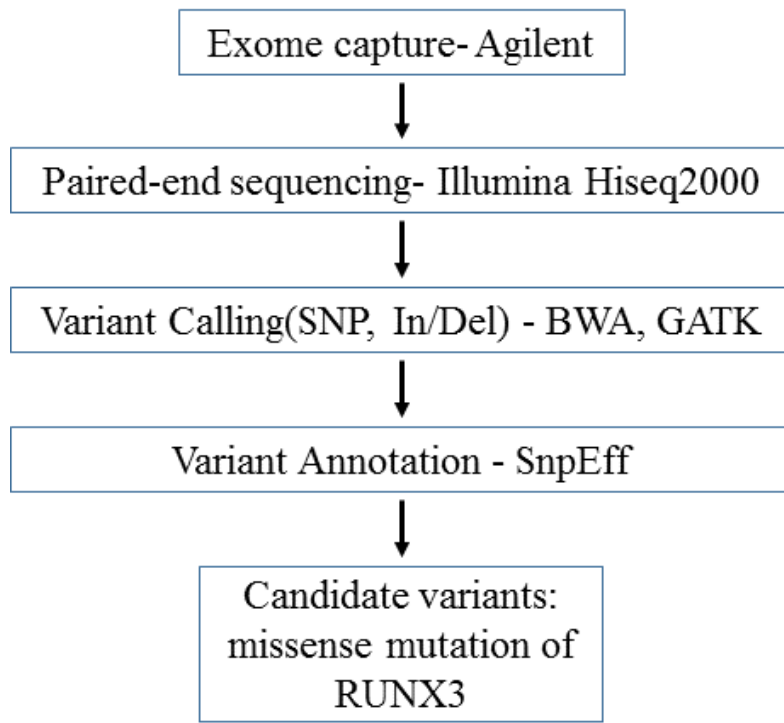 Exome capture- Agilent
Paired-end sequencing- Illumina Hiseq2000
Variant Calling(SNP, In/Del) - BWA, GATK
Variant Annotation - SnpEff
Candidate variants:
missense mutation of
RUNX3